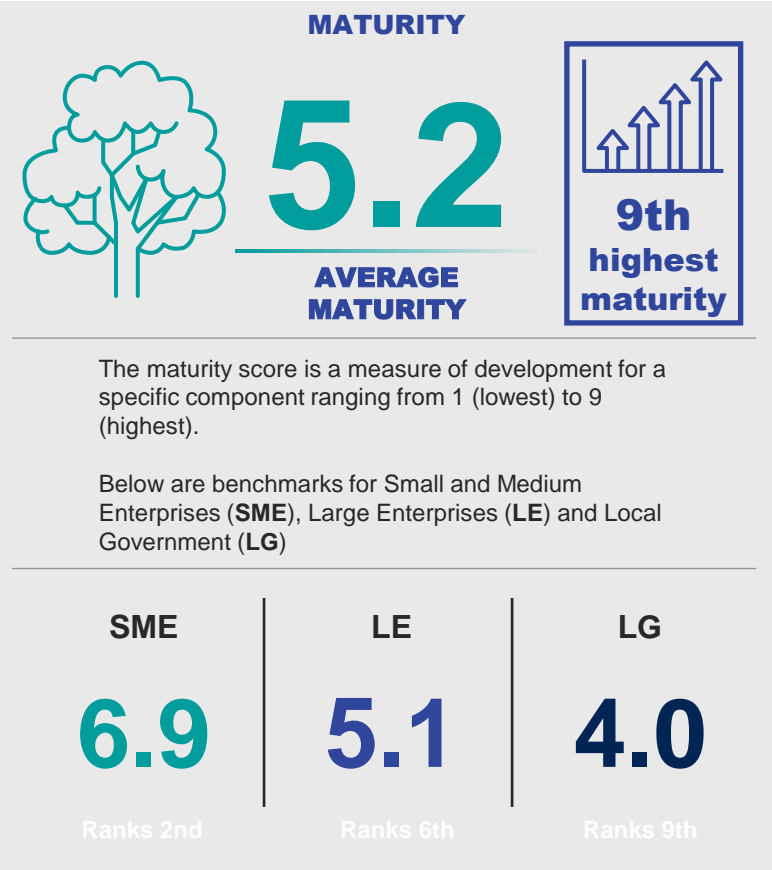 MATURITY
5.2
AVERAGE
MATURITY
9th
highest
maturity
The maturity score is a measure of development for a
specific component ranging from 1 (lowest) to 9
(highest).
Below are benchmarks for Small and Medium
Enterprises (SME), Large Enterprises (LE) and Local
Government (LG)
SME
LE
LG
6.9
5.1
4.0
Ranks 2nd
Ranks 6th
Ranks 9th